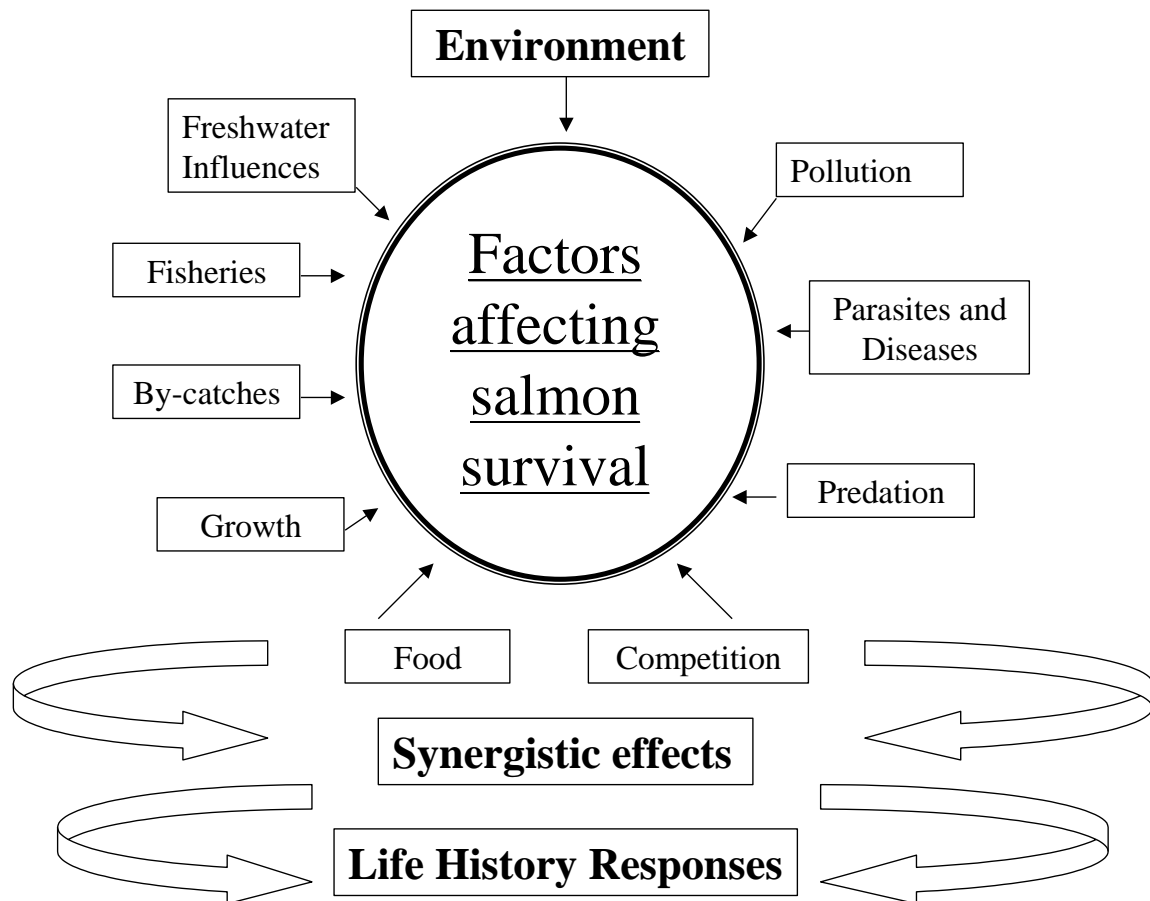 Environment
Freshwater
Influences
Pollution
Factors
affecting
salmon
survival
Fisheries
Parasites and
Diseases
By-catches
Predation
Growth
Food
Competition
Synergistic effects
Life History Responses